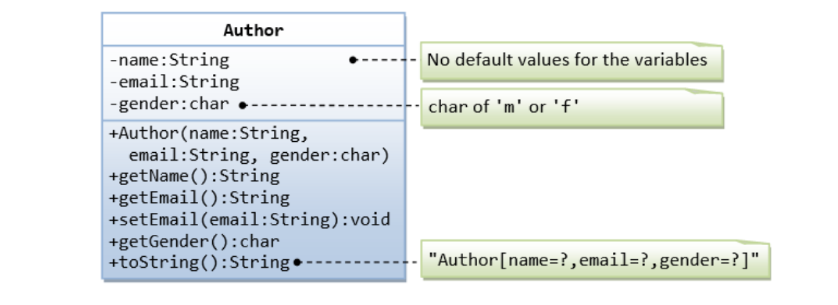 Author
-name:String
No default values for the variables
-email:String
-gender:char
char of 'm' or 'f'
+Author(name:String,
email:String, gender:char)
+getName():String
+getEmail():String
+setEmail(email:String):void
+getGender():char
+toString():String
"Author[name=?,email=?,gender=?]"